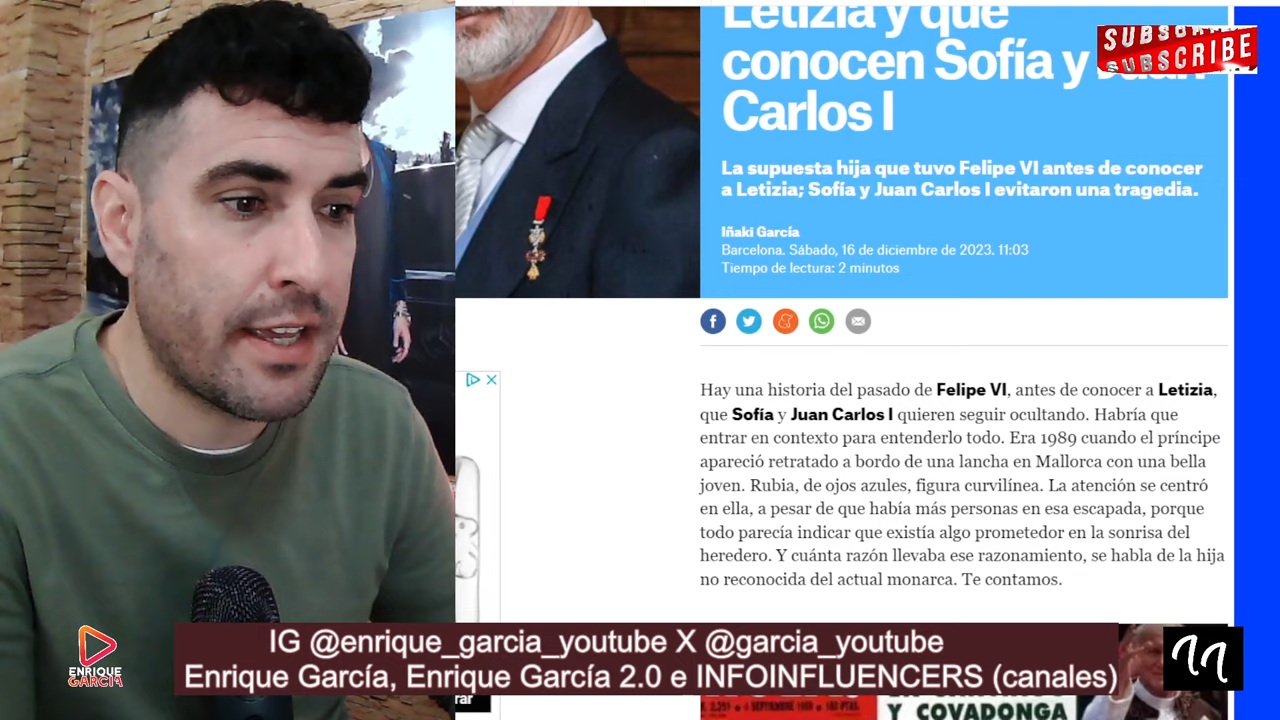 Letizia y que
conocen Sofía y Juan
Carlos I
SUBSCRIBE
SUBSCRIBE
La supuesta hija que tuvo Felipe VI antes de conocer
a Letizia; Sofía y Juan Carlos I evitaron una tragedia.
Iñaki García
Barcelona. Sábado, 16 de diciembre de 2023. 11:03
Tiempo de lectura: 2 minutos
Hay una historia del pasado de Felipe VI, antes de conocer a Letizia,
que Sofía y Juan Carlos I quieren seguir ocultando. Habría que
entrar en contexto para entenderlo todo. Era 1989 cuando el príncipe
apareció retratado a bordo de una lancha en Mallorca con una bella
joven. Rubia, de ojos azules, figura curvilínea. La atención se centró
en ella, a pesar de que había más personas en esa escapada, porque
todo parecía indicar que existía algo prometedor en la sonrisa del
heredero. Y cuánta razón llevaba ese razonamiento, se habla de la hija
no reconocida del actual monarca. Te contamos.
IG @enrique_garcia_youtube X @garcia_youtube
Enrique García, Enrique García 2.0 e INFOINFLUENCERS (canales)
ENRIQUE
GARCÍA
Y COVADONGA